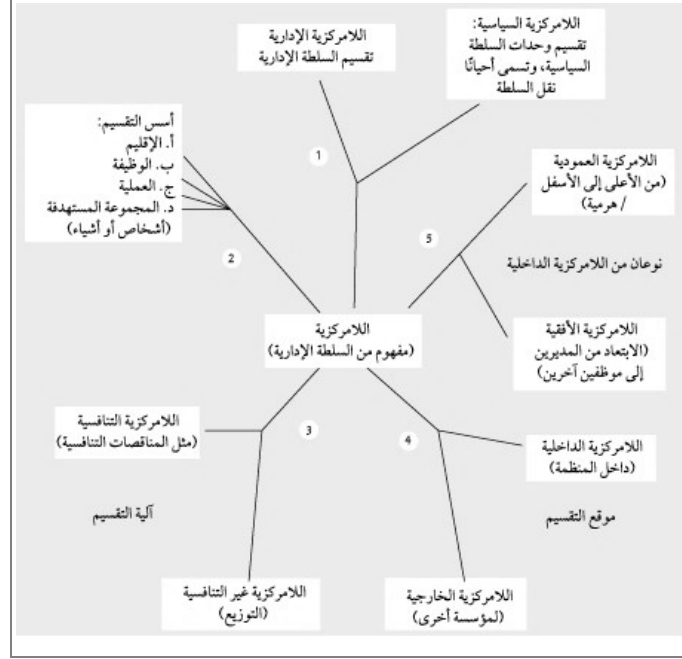 اللامركزية السياسية:
تقسيم وحدات السلطة
السياسية، وتسمى أحيانًا
نقل السلطة
اللامركزية الإدارية
تقسيم السلطة الإدارية
1
أسس التقسيم:
أ. الإقليم
ب. الوظيفة
ج. العملية
د. المجموعة المستهدفة
(أشخاص أو أشياء)
2
اللامركزية العمودية
(من الأعلى إلى الأسفل
/ هرمية)
5
نوعان من اللامركزية الداخلية
اللامركزية الأفقية
(الابتعاد من المديرين
إلى موظفين آخرين)
اللامركزية
(مفهوم من السلطة الإدارية)
اللامركزية التنافسية
(مثل المناقصات التنافسية)
3
آلية التقسيم
اللامركزية غير التنافسية
(التوزيع)
4
اللامركزية الداخلية
(داخل المنظمة)
موقع التقسيم
اللامركزية الخارجية
(لمؤسسة أخرى)